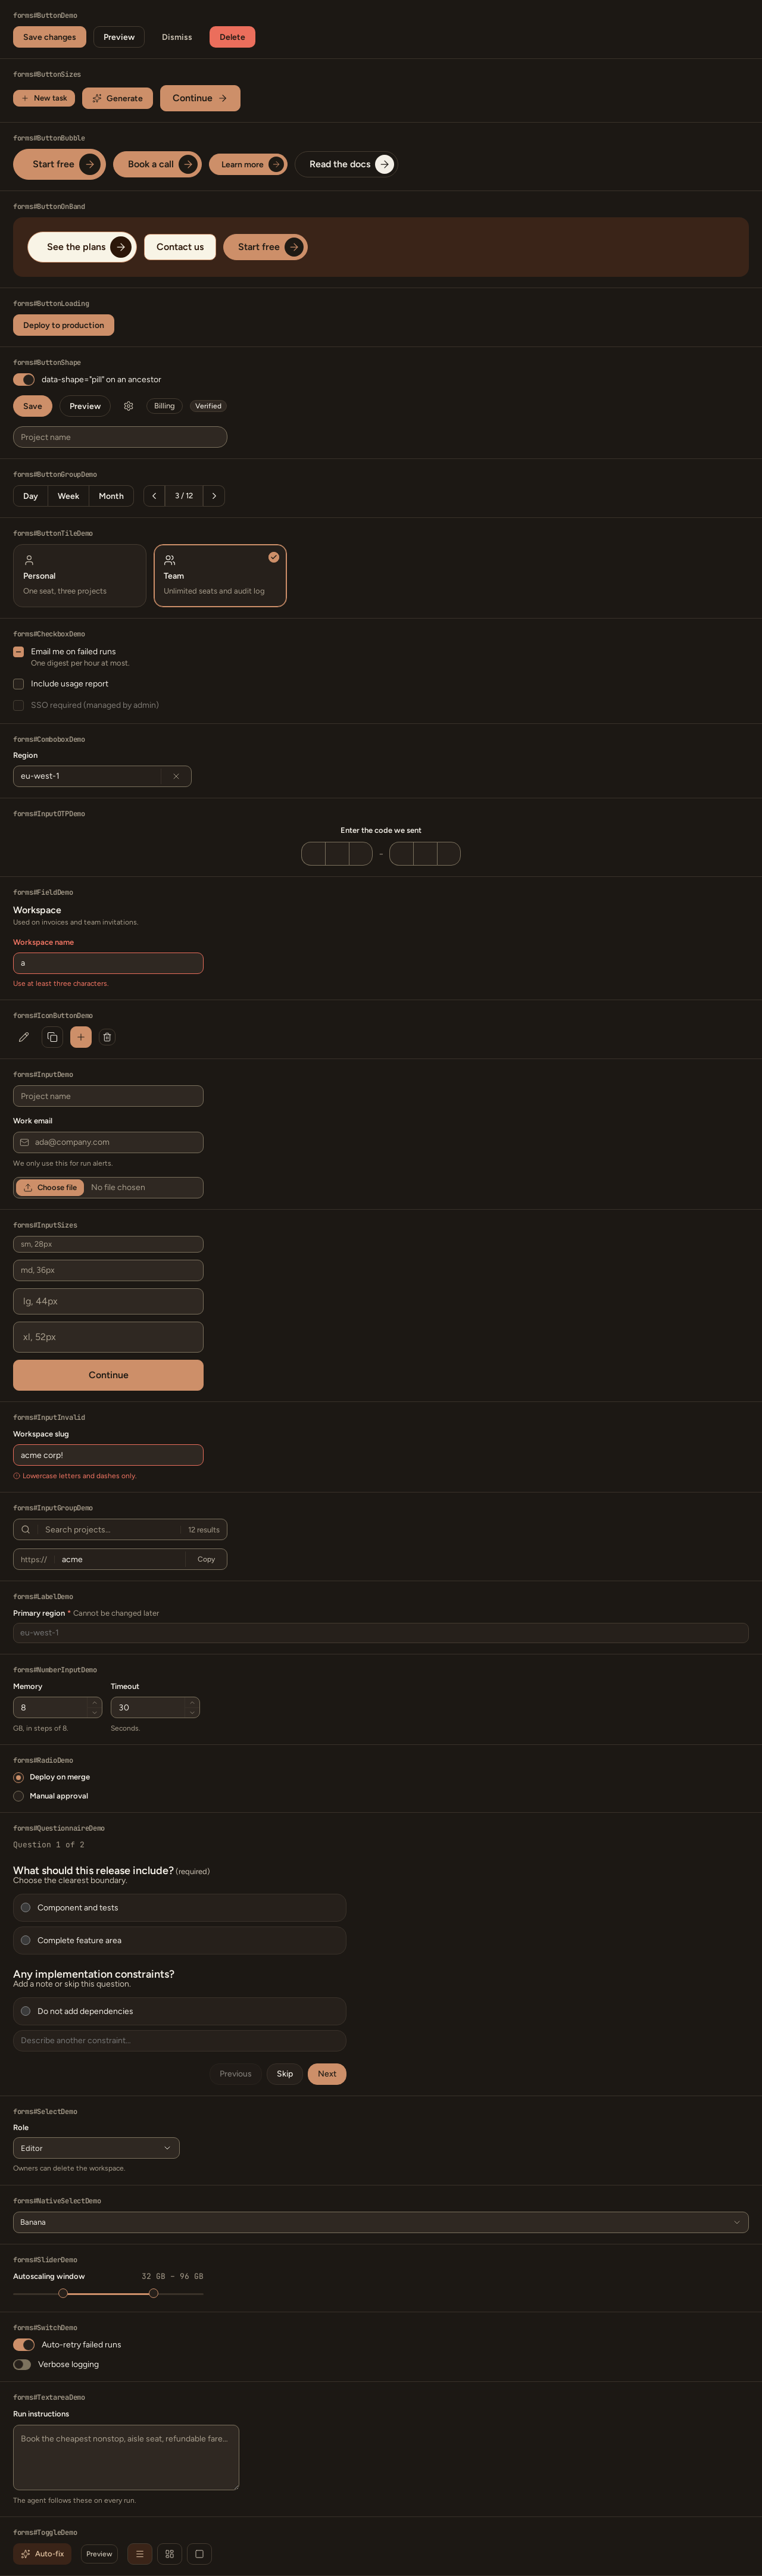 forms#ButtonDemo
Save changes Preview Dismiss Delete
forms#ButtonSizes
New task Generate Continue
forms#ButtonBubble
Start free Book a call Learn more Read the docs
forms#ButtonOnBand
See the plans Contact us Start free
forms#ButtonLoading
Deploy to production
forms#ButtonShape
data-shape="pill" on an ancestor
Save Preview Billing Verified
Project name
forms#ButtonGroupDemo
Day Week Month 3 / 12
forms#ButtonTileDemo
Personal Team
One seat, three projects Unlimited seats and audit log
forms#CheckboxDemo
Email me on failed runs
One digest per hour at most.
Include usage report
SSO required (managed by admin)
forms#ComboboxDemo
Region
eu-west-1
forms#InputOTPDemo
Enter the code we sent
-
forms#FieldDemo
Workspace
Used on invoices and team invitations.
Workspace name
a
Use at least three characters.
forms#IconButtonDemo
forms#InputDemo
Project name
Work email
ada@company.com
We only use this for run alerts.
Choose file No file chosen
forms#InputSizes
sm, 28px
md, 36px
lg, 44px
xl, 52px
Continue
forms#InputInvalid
Workspace slug
acme corp!
Lowercase letters and dashes only.
forms#InputGroupDemo
Search projects... 12 results
https:// acme Copy
forms#LabelDemo
Primary region * Cannot be changed later
eu-west-1
forms#NumberInputDemo
Memory Timeout
8 30
GB, in steps of 8. Seconds.
forms#RadioDemo
Deploy on merge
Manual approval
forms#QuestionnaireDemo
Question 1 of 2
What should this release include? (required)
Choose the clearest boundary.
Component and tests
Complete feature area
Any implementation constraints?
Add a note or skip this question.
Do not add dependencies
Describe another constraint...
Previous Skip Next
forms#SelectDemo
Role
Editor
Owners can delete the workspace.
forms#NativeSelectDemo
Banana
forms#SliderDemo
Autoscaling window 32 GB – 96 GB
forms#SwitchDemo
Auto-retry failed runs
Verbose logging
forms#TextareaDemo
Run instructions
Book the cheapest nonstop, aisle seat, refundable fare...
The agent follows these on every run.
forms#ToggleDemo
Auto-fix Preview